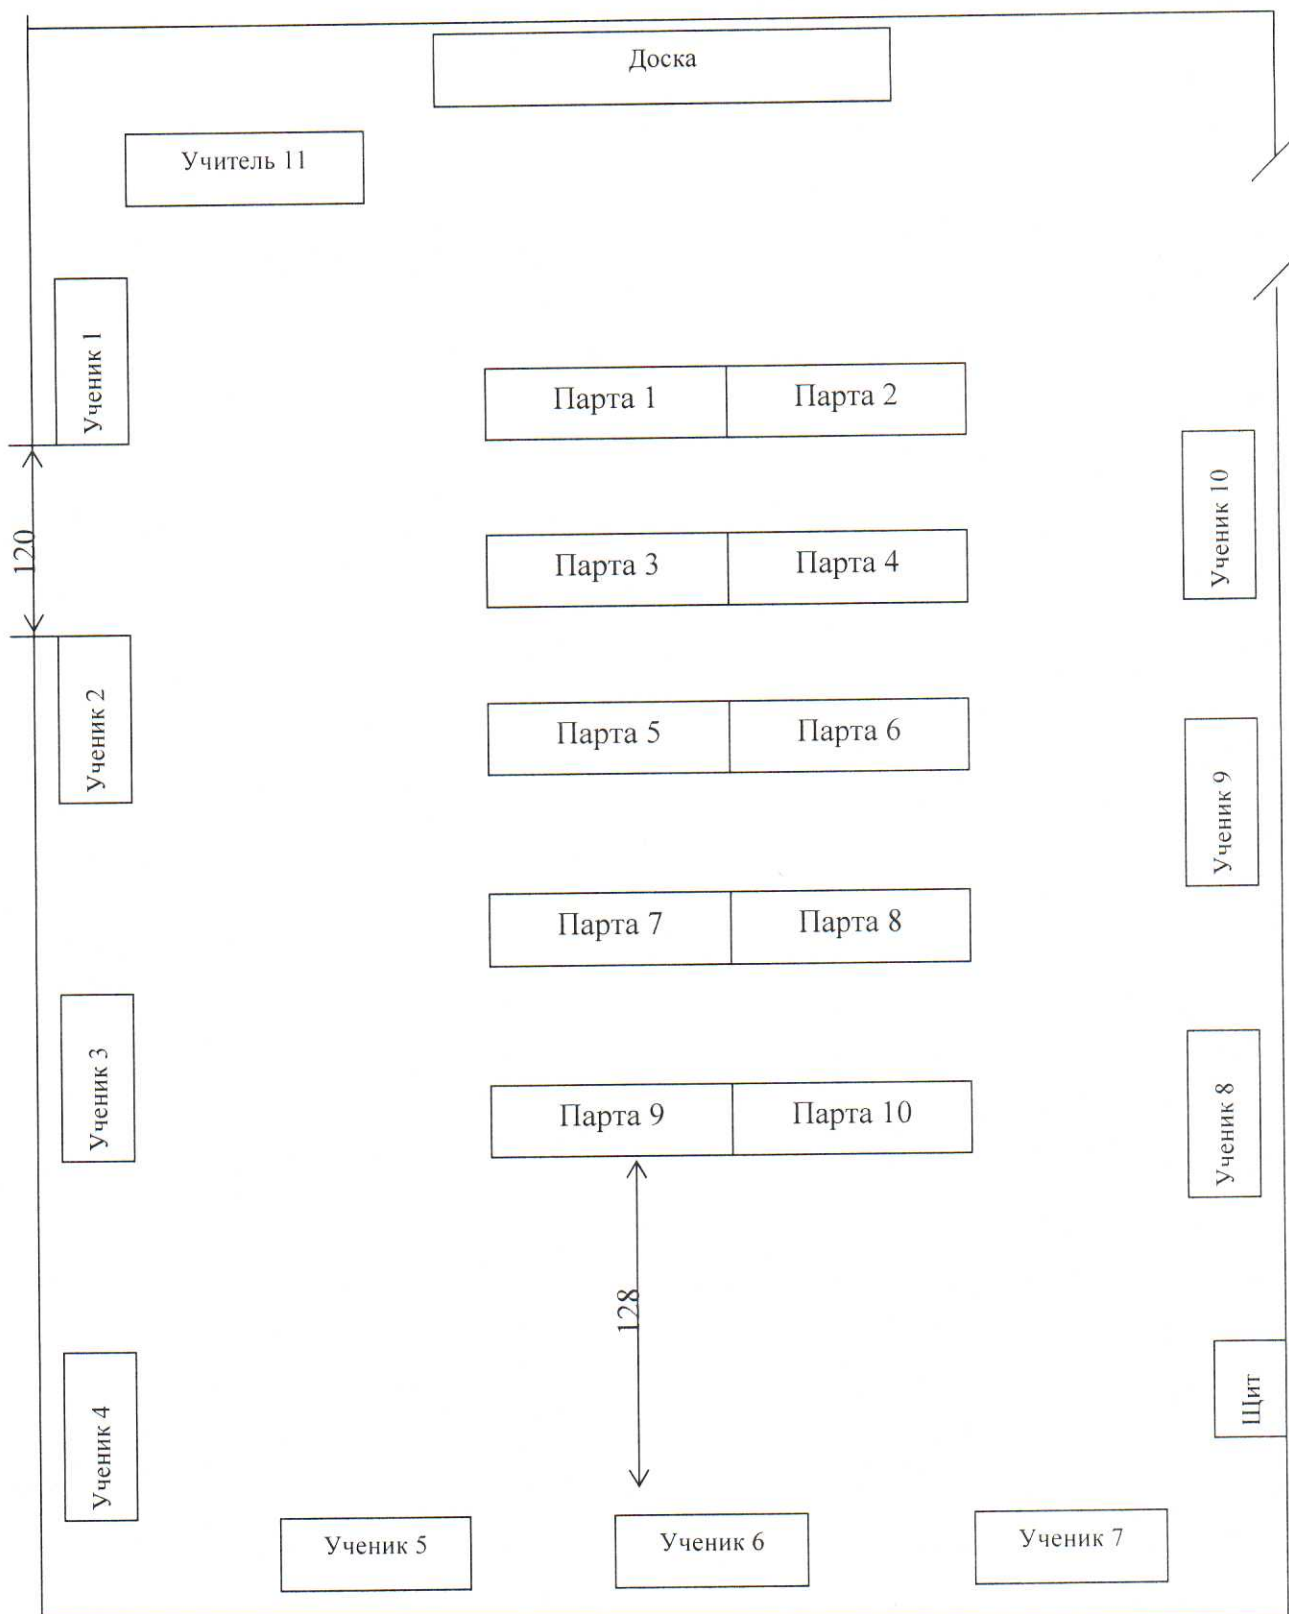 Доска
Учитель 11
Ученик 1
Парта 1 Парта 2
120
Парта 3 Парта 4
Ученик 10
Ученик 2
Парта 5 Парта 6
Ученик 9
Парта 7 Парта 8
Ученик 3
Парта 9 Парта 10
Ученик 8
128
Щит
Ученик 4
Ученик 5
Ученик 6
Ученик 7